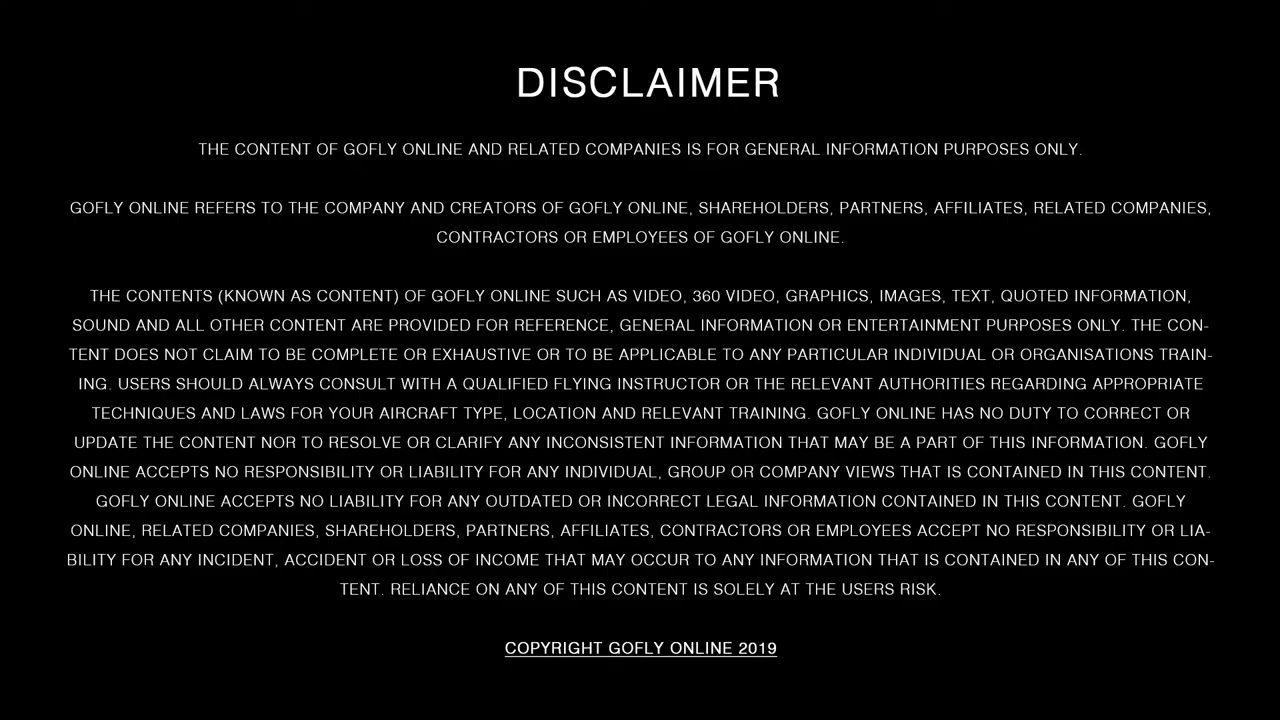 DISCLAIMER
THE CONTENT OF GOFLY ONLINE AND RELATED COMPANIES IS FOR GENERAL INFORMATION PURPOSES ONLY.
GOFLY ONLINE REFERS TO THE COMPANY AND CREATORS OF GOFLY ONLINE, SHAREHOLDERS, PARTNERS, AFFILIATES, RELATED COMPANIES,
CONTRACTORS OR EMPLOYEES OF GOFLY ONLINE.
THE CONTENTS (KNOWN AS CONTENT) OF GOFLY ONLINE SUCH AS VIDEO, 360 VIDEO, GRAPHICS, IMAGES, TEXT, QUOTED INFORMATION,
SOUND AND ALL OTHER CONTENT ARE PROVIDED FOR REFERENCE, GENERAL INFORMATION OR ENTERTAINMENT PURPOSES ONLY. THE CON-
TENT DOES NOT CLAIM TO BE COMPLETE OR EXHAUSTIVE OR TO BE APPLICABLE TO ANY PARTICULAR INDIVIDUAL OR ORGANISATIONS TRAIN-
ING. USERS SHOULD ALWAYS CONSULT WITH A QUALIFIED FLYING INSTRUCTOR OR THE RELEVANT AUTHORITIES REGARDING APPROPRIATE
TECHNIQUES AND LAWS FOR YOUR AIRCRAFT TYPE, LOCATION AND RELEVANT TRAINING. GOFLY ONLINE HAS NO DUTY TO CORRECT OR
UPDATE THE CONTENT NOR TO RESOLVE OR CLARIFY ANY INCONSISTENT INFORMATION THAT MAY BE A PART OF THIS INFORMATION. GOFLY
ONLINE ACCEPTS NO RESPONSIBILITY OR LIABILITY FOR ANY INDIVIDUAL, GROUP OR COMPANY VIEWS THAT IS CONTAINED IN THIS CONTENT.
GOFLY ONLINE ACCEPTS NO LIABILITY FOR ANY OUTDATED OR INCORRECT LEGAL INFORMATION CONTAINED IN THIS CONTENT. GOFLY
ONLINE, RELATED COMPANIES, SHAREHOLDERS, PARTNERS, AFFILIATES, CONTRACTORS OR EMPLOYEES ACCEPT NO RESPONSIBILITY OR LIA-
BILITY FOR ANY INCIDENT, ACCIDENT OR LOSS OF INCOME THAT MAY OCCUR TO ANY INFORMATION THAT IS CONTAINED IN ANY OF THIS CON-
TENT. RELIANCE ON ANY OF THIS CONTENT IS SOLELY AT THE USERS RISK.
COPYRIGHT GOFLY ONLINE 2019